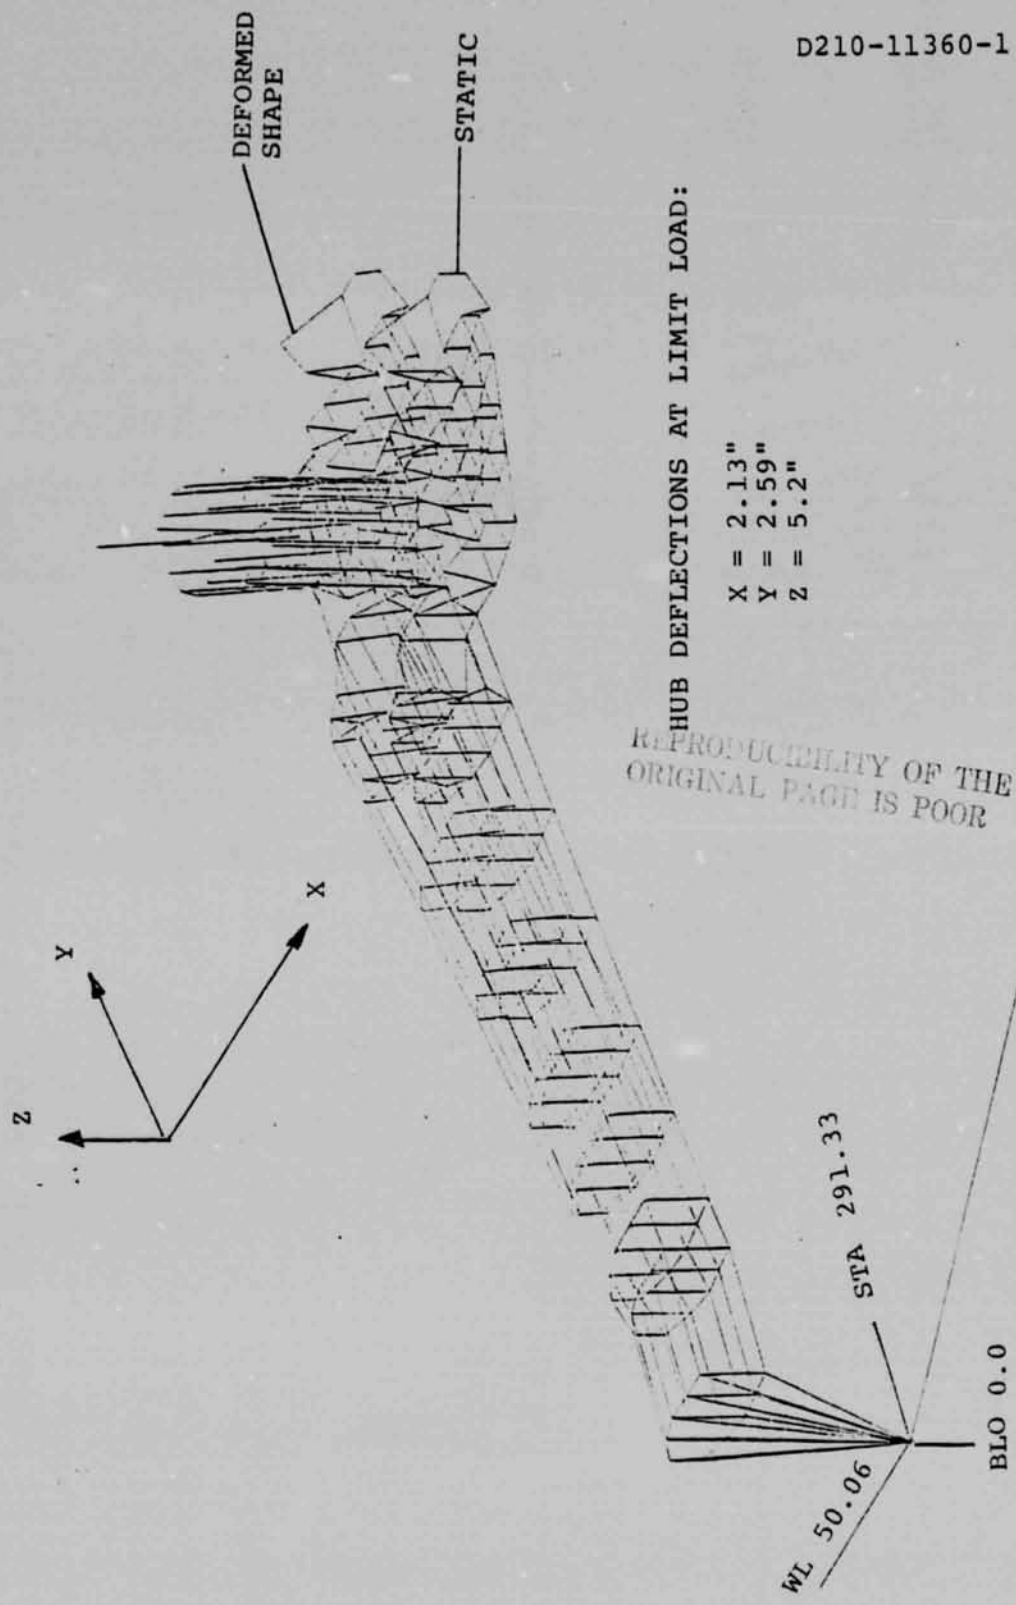 D210-11360-1
DEFORMED
SHAPE
STATIC
Z
Y
X
HUB DEFLECTIONS AT LIMIT LOAD:
X = 2.13"
Y = 2.59"
Z = 5.2"
REPRODUCIBILITY OF THE
ORIGINAL PAGE IS POOR
STA 291.33
WL 50.06
BLO 0.0